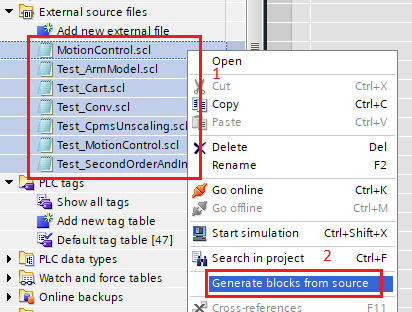 External source files
Add new external file
MotionControl.scl
Test_ArmModel.scl
Test_Cart.scl
Test_Conv.scl
Test_CpmsUnscaling.scl
Test_MotionControl.scl
Test_SecondOrderAndIn
PLC tags
Show all tags
Add new tag table
Default tag table [47]
PLC data types
Watch and force tables
Online backups
Open
1
Cut Ctrl+X
Copy Ctrl+C
Paste Ctrl+V
Delete Del
Rename F2
Go online Ctrl+K
Go offline Ctrl+M
Start simulation Ctrl+Shift+X
2
Search in project Ctrl+F
Generate blocks from source
Cross-references F11